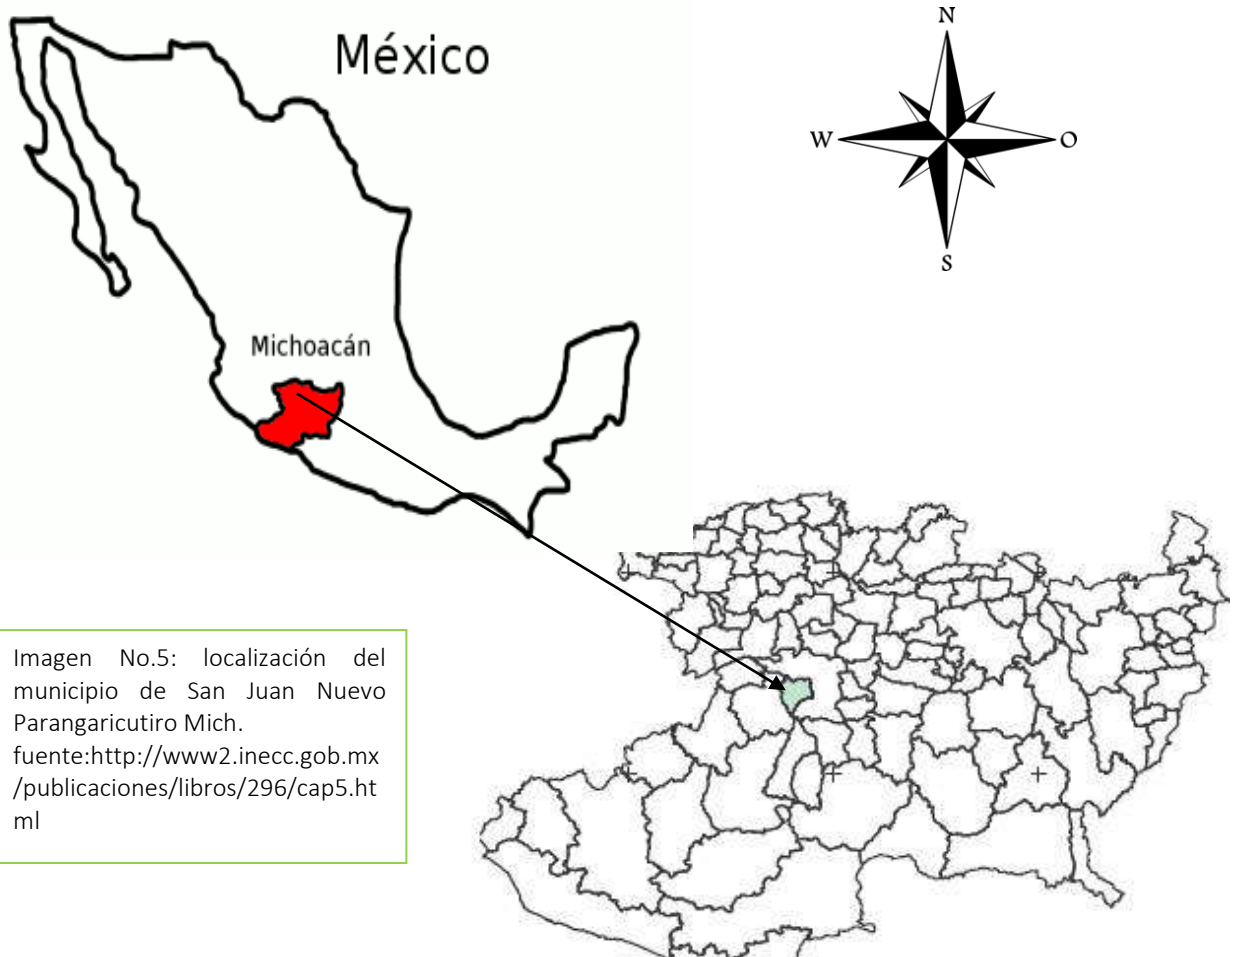 México
N
W
O
S
Michoacán
Imagen No.5: localización del
municipio de San Juan Nuevo
Parangaricutiro Mich.
fuente:http://www2.inecc.gob.mx
/publicaciones/libros/296/cap5.ht
ml